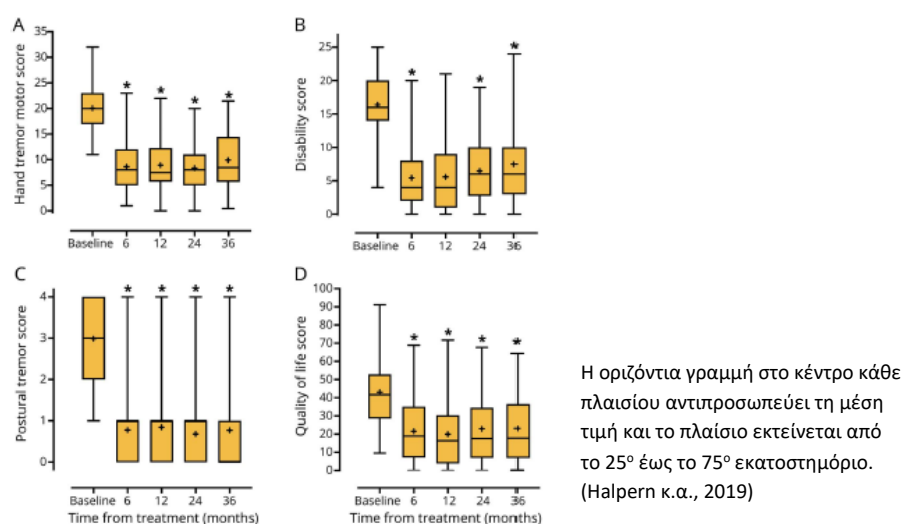 A
Hand tremor motor score
35
30
25
20
15
10
5
0
* * * *
Baseline 6 12 24 36
B
Disability score
25
20
15
10
5
0
* * *
Baseline 6 12 24 36
C
Postural tremor score
4
3
2
1
0
* * * *
Baseline 6 12 24 36
Time from treatment (months)
D
Quality of life score
100
90
80
70
60
50
40
30
20
10
0
* * * *
Baseline 6 12 24 36
Time from treatment (months)
Η οριζόντια γραμμή στο κέντρο κάθε
πλαισίου αντιπροσωπεύει τη μέση
τιμή και το πλαίσιο εκτείνεται από
το 25ο έως το 75ο εκατοστημόριο.
(Halpern κ.α., 2019)